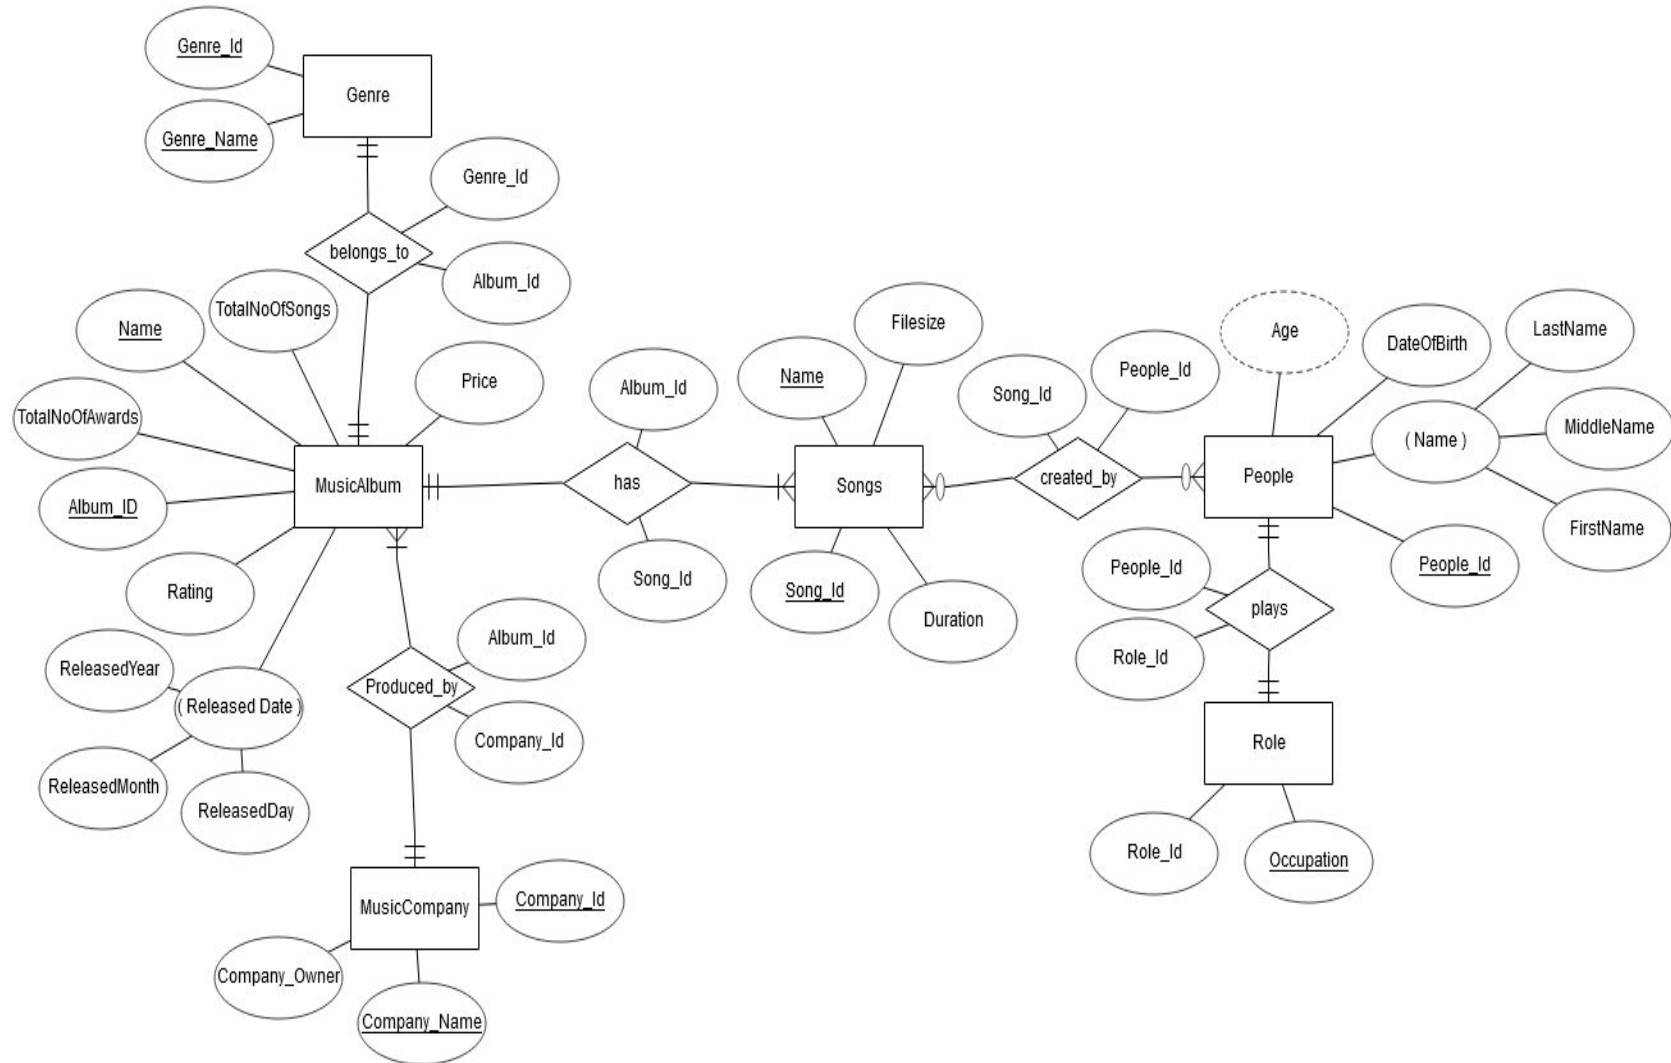 Genre_Id
Genre
Genre_Name
Genre_Id
belongs_to
Album_Id
TotalNoOfSongs
Name
Price
TotalNoOfAwards
MusicAlbum
Album_ID
Rating
ReleasedYear
( Released Date )
ReleasedMonth
ReleasedDay
Album_Id
has
Song_Id
Filesize
Name
Songs
Song_Id
Duration
Song_Id
People_Id
created_by
Age
DateOfBirth
LastName
( Name )
MiddleName
People
FirstName
People_Id
People_Id
plays
Role_Id
Role
Role_Id
Occupation
Album_Id
Produced_by
Company_Id
MusicCompany
Company_Id
Company_Owner
Company_Name